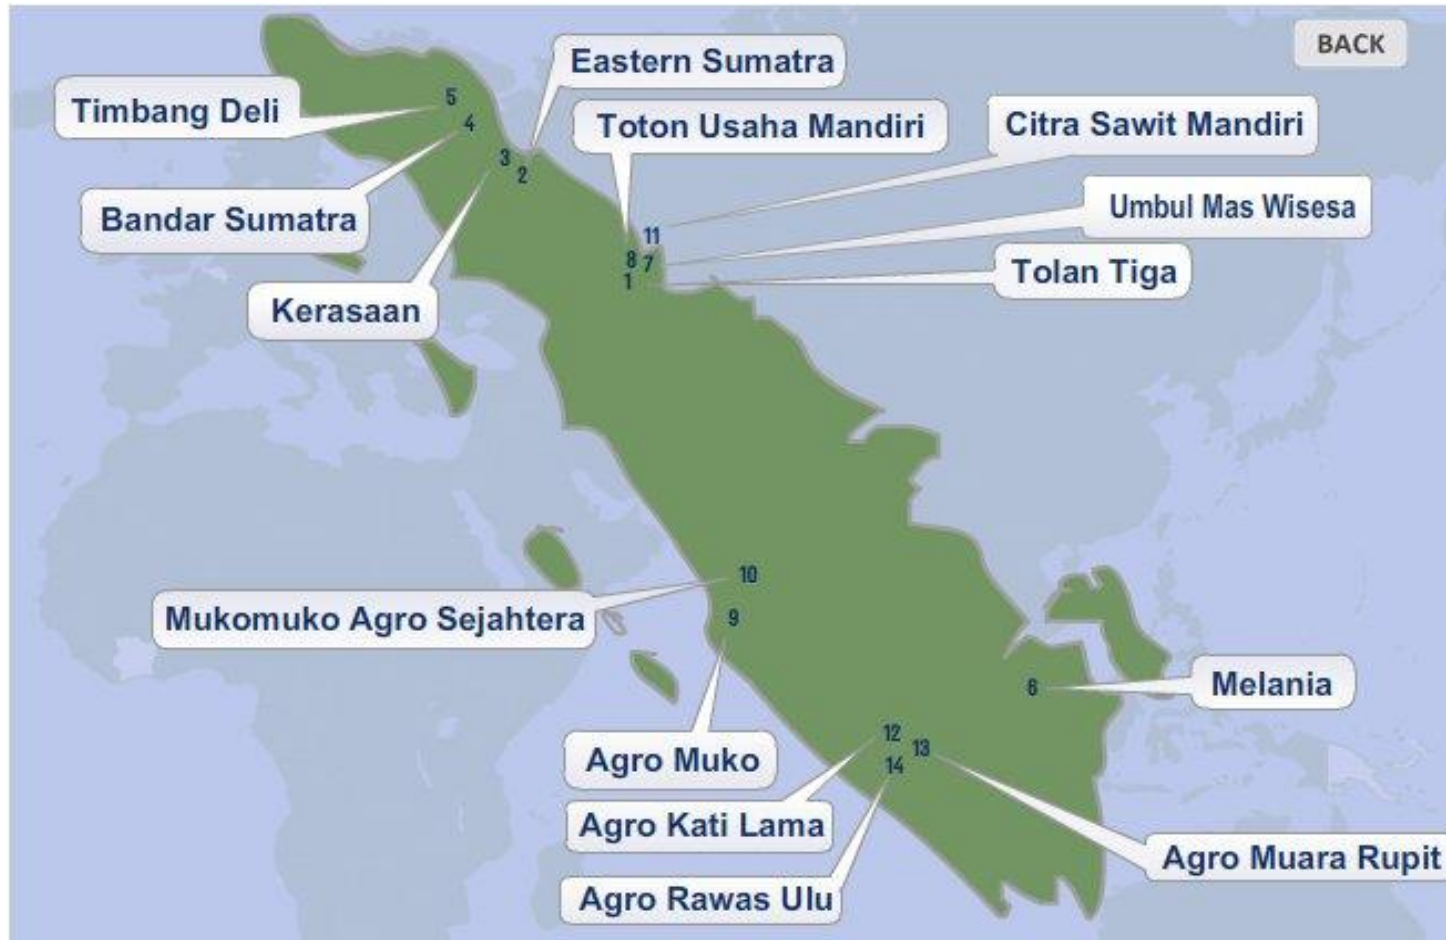 BACK
Eastern Sumatra
Timbang Deli
5
4
Toton Usaha Mandiri
Citra Sawit Mandiri
3
2
Bandar Sumatra
Umbul Mas Wisesa
11
8
7
1
Tolan Tiga
Kerasaan
10
Mukomuko Agro Sejahtera
9
6
Melania
12
13
14
Agro Muko
Agro Kati Lama
Agro Muara Rupit
Agro Rawas Ulu